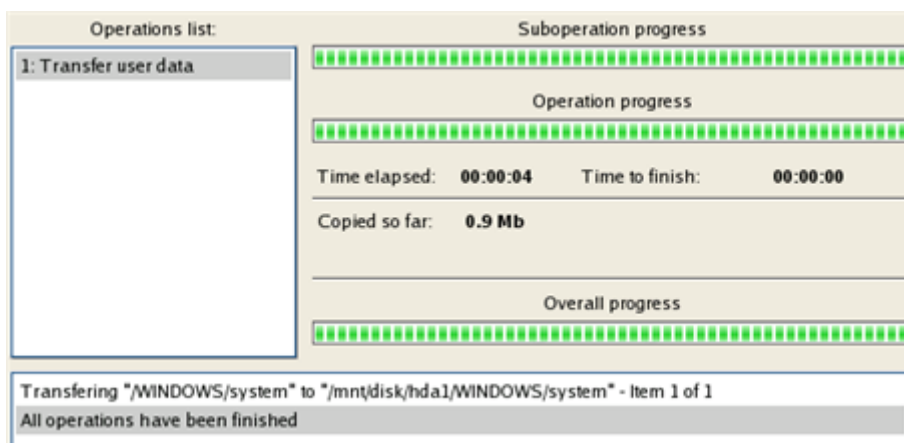 Operations list:
1: Transfer user data
Suboperation progress
Operation progress
Time elapsed: 00:00:04 Time to finish: 00:00:00
Copied so far: 0.9 Mb
Overall progress
Transfering "/WINDOWS/system" to "/mnt/disk/hda1/WINDOWS/system" - Item 1 of 1
All operations have been finished